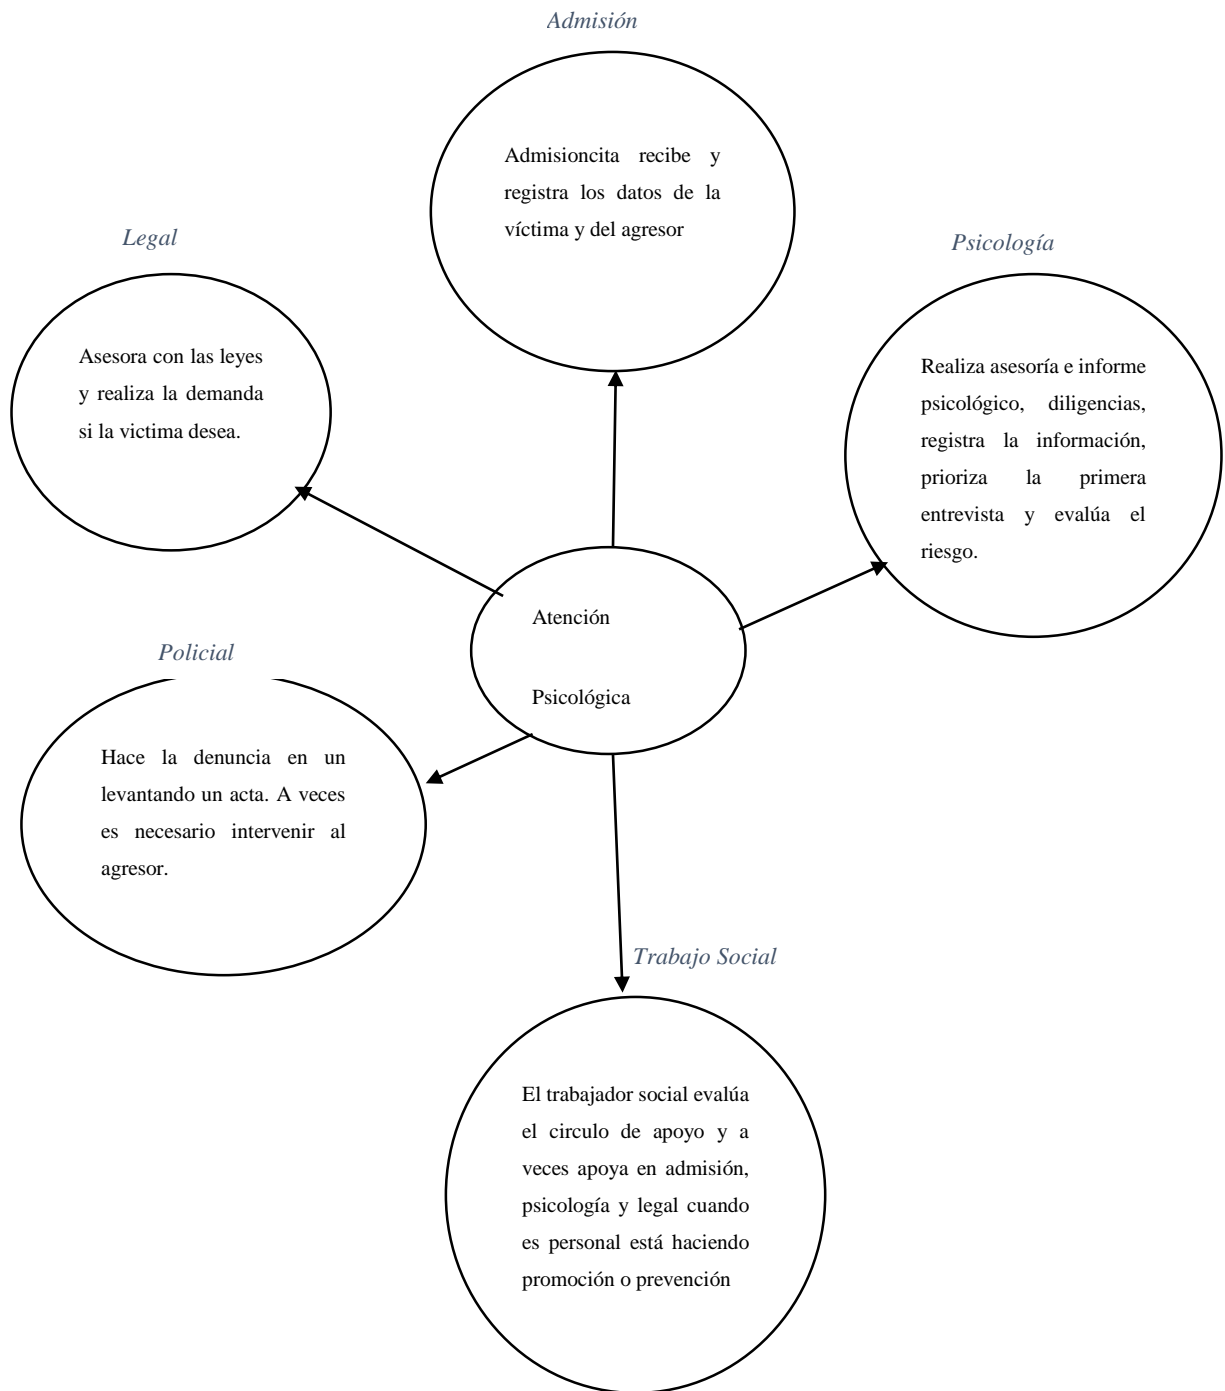 Admisión
Admisioncita recibe y
registra los datos de la
víctima y del agresor
Legal
Asesora con las leyes
y realiza la demanda
si la victima desea.
Psicología
Realiza asesoría e informe
psicológico, diligencias,
registra la información,
prioriza la primera
entrevista y evalúa el
riesgo.
Atención
Psicológica
Policial
Hace la denuncia en un
levantando un acta. A veces
es necesario intervenir al
agresor.
Trabajo Social
El trabajador social evalúa
el circulo de apoyo y a
veces apoya en admisión,
psicología y legal cuando
es personal está haciendo
promoción o prevención